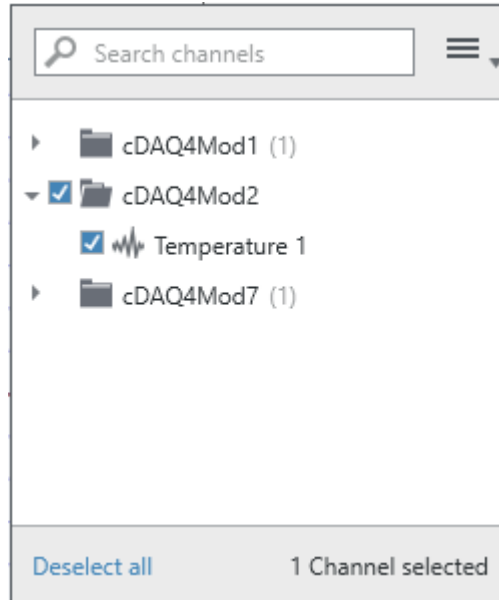 Search channels
cDAQ4Mod1 (1)
cDAQ4Mod2
Temperature 1
cDAQ4Mod7 (1)
Deselect all 1 Channel selected